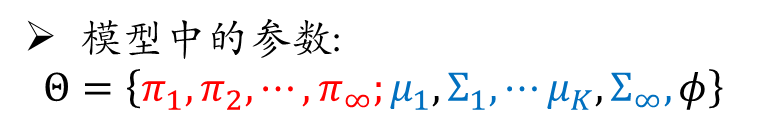 ➢ 模型中的参数:
Θ = {π₁, π₂, ⋯, π∞; μ₁, Σ₁, ⋯ μ_K, Σ∞, ϕ}